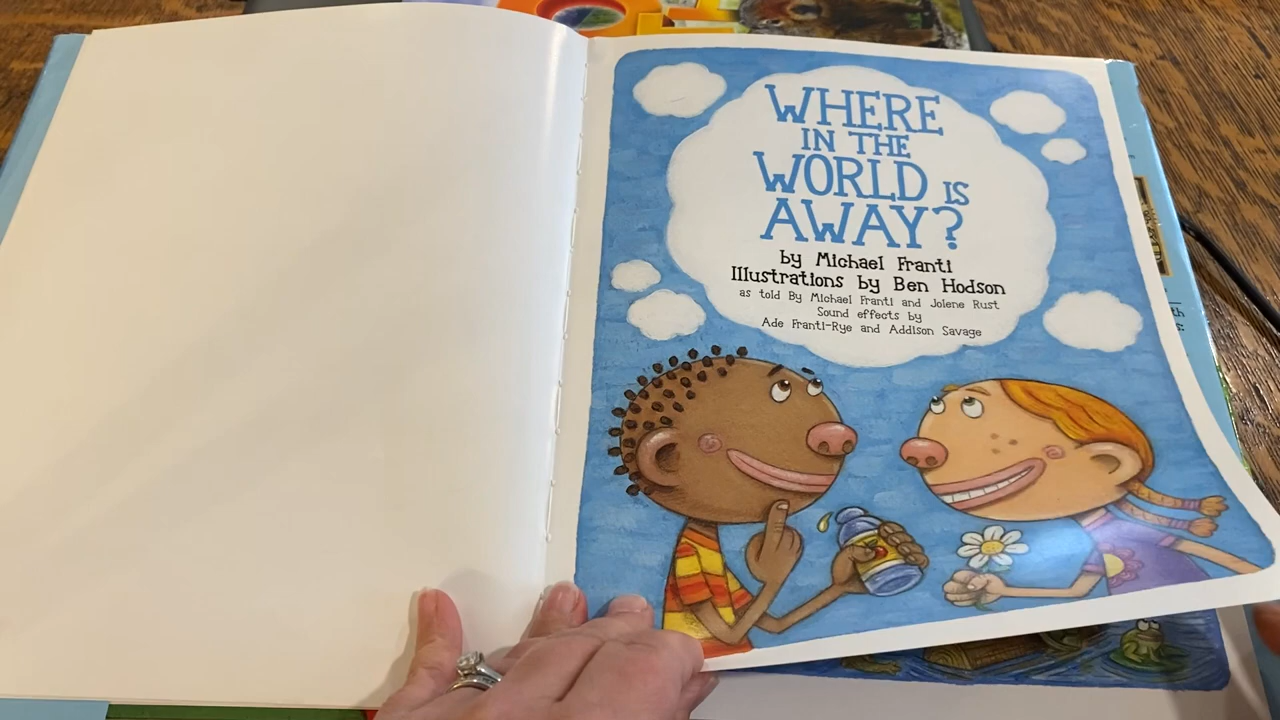 WHERE
IN THE
WORLD IS
AWAY?
by Michael Franti
Illustrations by Ben Hodson
as told By Michael Franti and Jolene Rust
Sound effects by
Ade Franti-Rye and Addison Savage